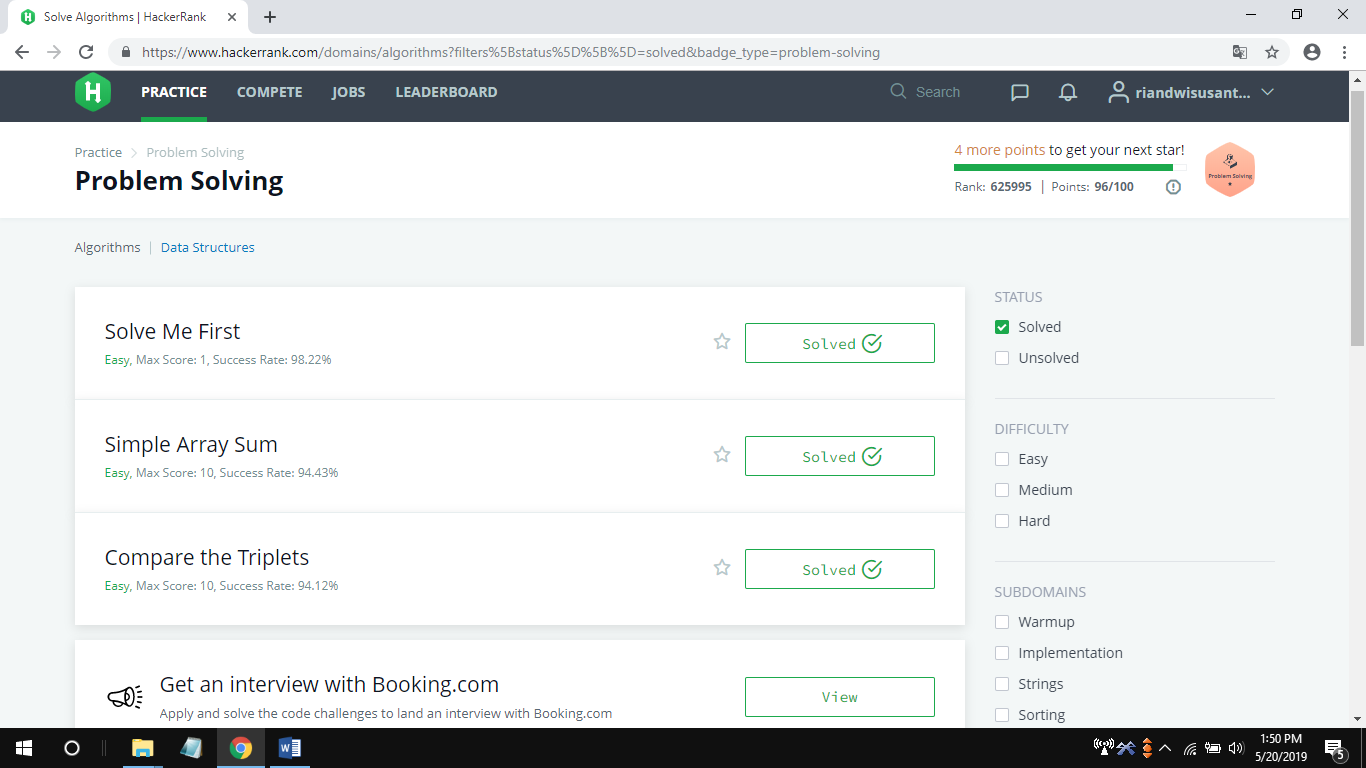 Solve Algorithms | HackerRank
https://www.hackerrank.com/domains/algorithms?filters%5Bstatus%5D%5B%5D=solved&badge_type=problem-solving
H PRACTICE COMPETE JOBS LEADERBOARD Search riandwisusant...
Practice > Problem Solving
Problem Solving
4 more points to get your next star!
Rank: 625995 | Points: 96/100
Problem Solving
Algorithms | Data Structures
Solve Me First
Easy, Max Score: 1, Success Rate: 98.22%
Solved
Simple Array Sum
Easy, Max Score: 10, Success Rate: 94.43%
Solved
Compare the Triplets
Easy, Max Score: 10, Success Rate: 94.12%
Solved
Get an interview with Booking.com
Apply and solve the code challenges to land an interview with Booking.com
View
STATUS
Solved
Unsolved
DIFFICULTY
Easy
Medium
Hard
SUBDOMAINS
Warmup
Implementation
Strings
Sorting
1:50 PM
5/20/2019
5